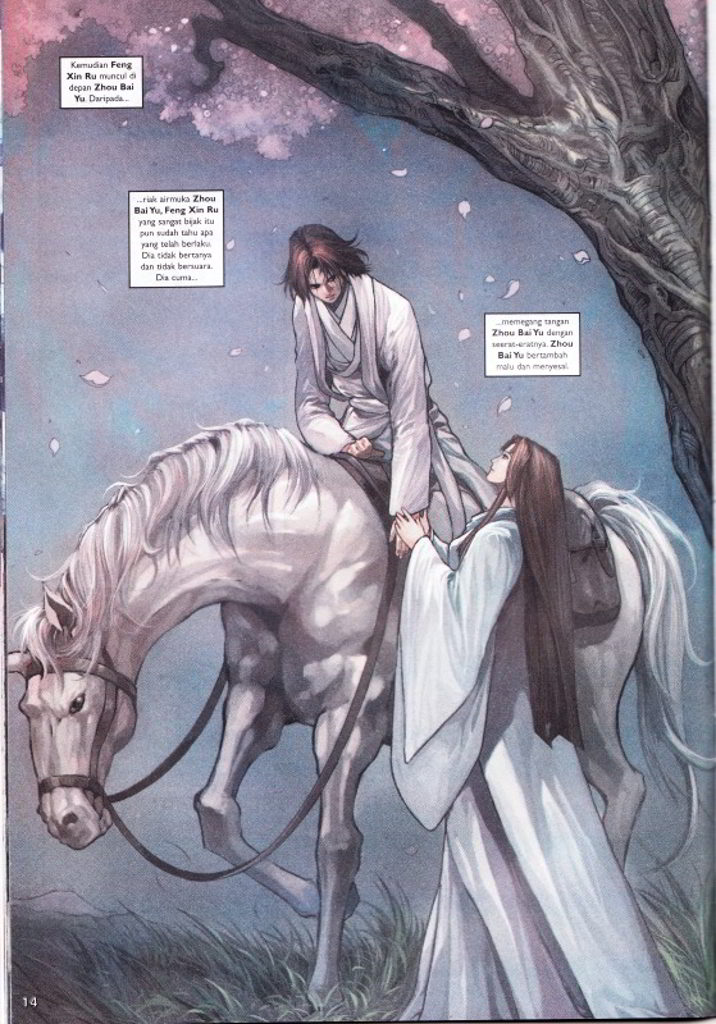 Kemudian Feng
Xin Ru muncul di
depan Zhou Bai
Yu. Daripada...
...riak airmuka Zhou
Bai Yu, Feng Xin Ru
yang sangat bijak itu
pun sudah tahu apa
yang telah berlaku.
Dia tidak bertanya
dan tidak bersuara.
Dia cuma...
...memegang tangan
Zhou Bai Yu dengan
seerat-eratnya. Zhou
Bai Yu bertambah
malu dan menyesal.
14